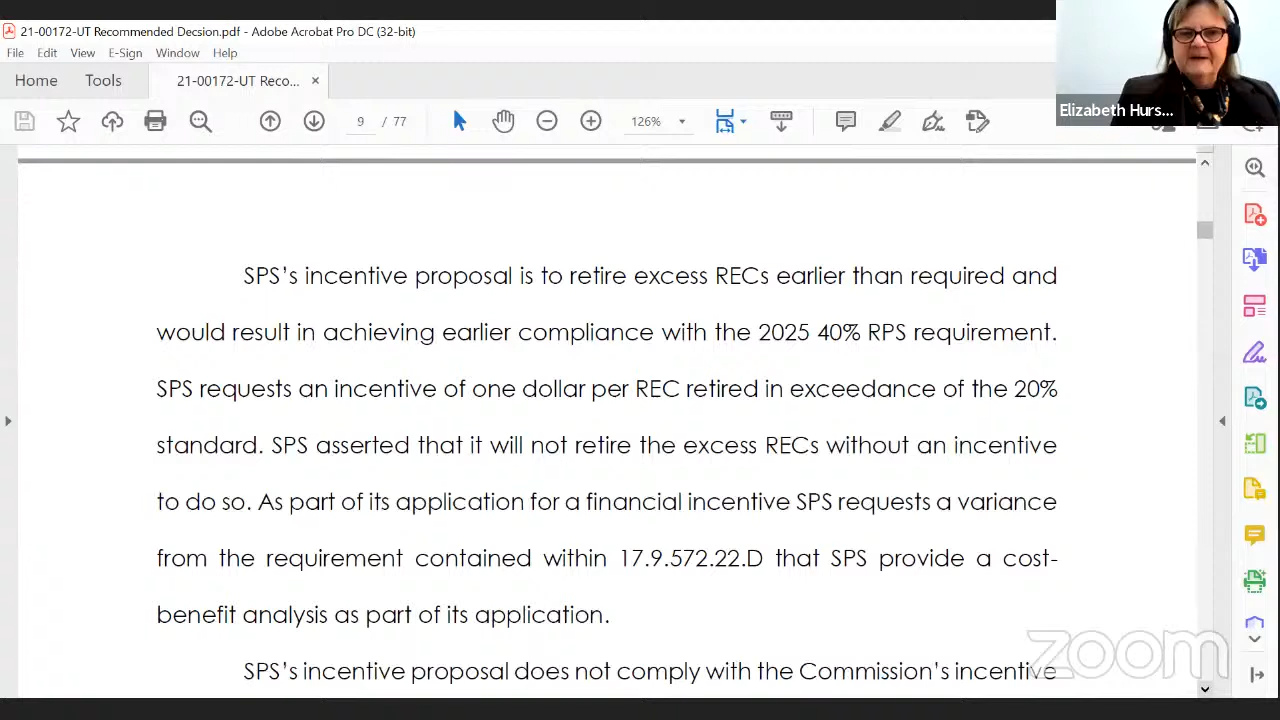 21-00172-UT Recommended Decsion.pdf - Adobe Acrobat Pro DC (32-bit)
File Edit View E-Sign Window Help
Home Tools 21-00172-UT Reco... ×
9 / 77 126%
Elizabeth Hurs...
SPS's incentive proposal is to retire excess RECs earlier than required and
would result in achieving earlier compliance with the 2025 40% RPS requirement.
SPS requests an incentive of one dollar per REC retired in exceedance of the 20%
standard. SPS asserted that it will not retire the excess RECs without an incentive
to do so. As part of its application for a financial incentive SPS requests a variance
from the requirement contained within 17.9.572.22.D that SPS provide a cost-
benefit analysis as part of its application.
SPS's incentive proposal does not comply with the Commission's incentive
zoom